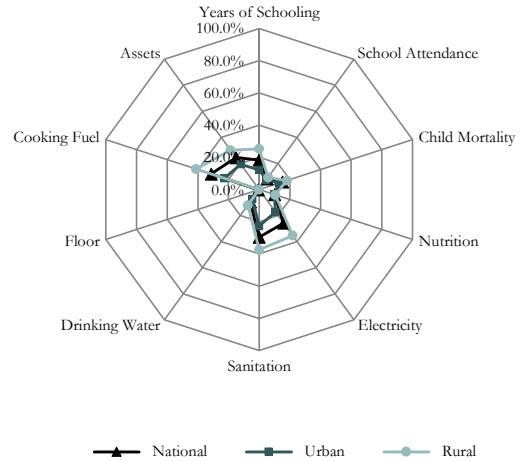 Years of Schooling
100.0%
80.0%
60.0%
40.0%
20.0%
0.0%
School Attendance
Child Mortality
Nutrition
Electricity
Sanitation
Drinking Water
Floor
Cooking Fuel
Assets
National Urban Rural